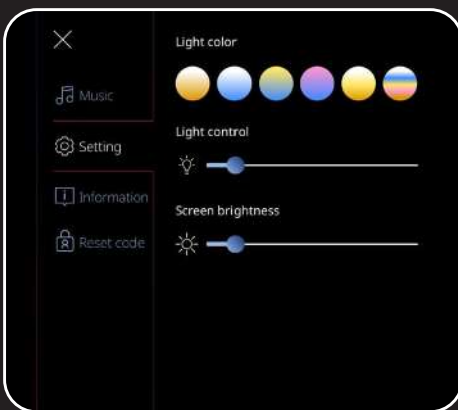 Music
Setting
Information
Reset code
Light color
Light control
Screen brightness